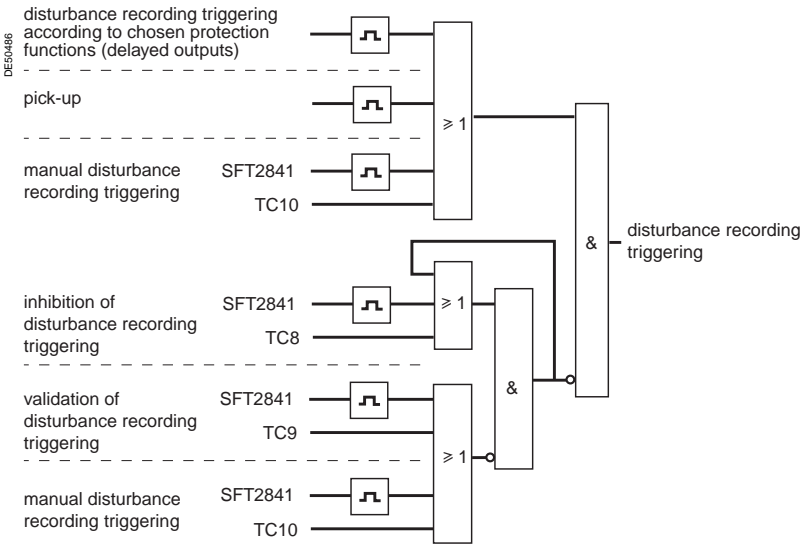 DE50486
disturbance recording triggering
according to chosen protection
functions (delayed outputs)
pick-up
⩾ 1
manual disturbance
recording triggering
SFT2841
TC10
&
disturbance recording
triggering
inhibition of
disturbance recording
triggering
SFT2841
TC8
⩾ 1
&
validation of
disturbance recording
triggering
SFT2841
TC9
⩾ 1
manual disturbance
recording triggering
SFT2841
TC10